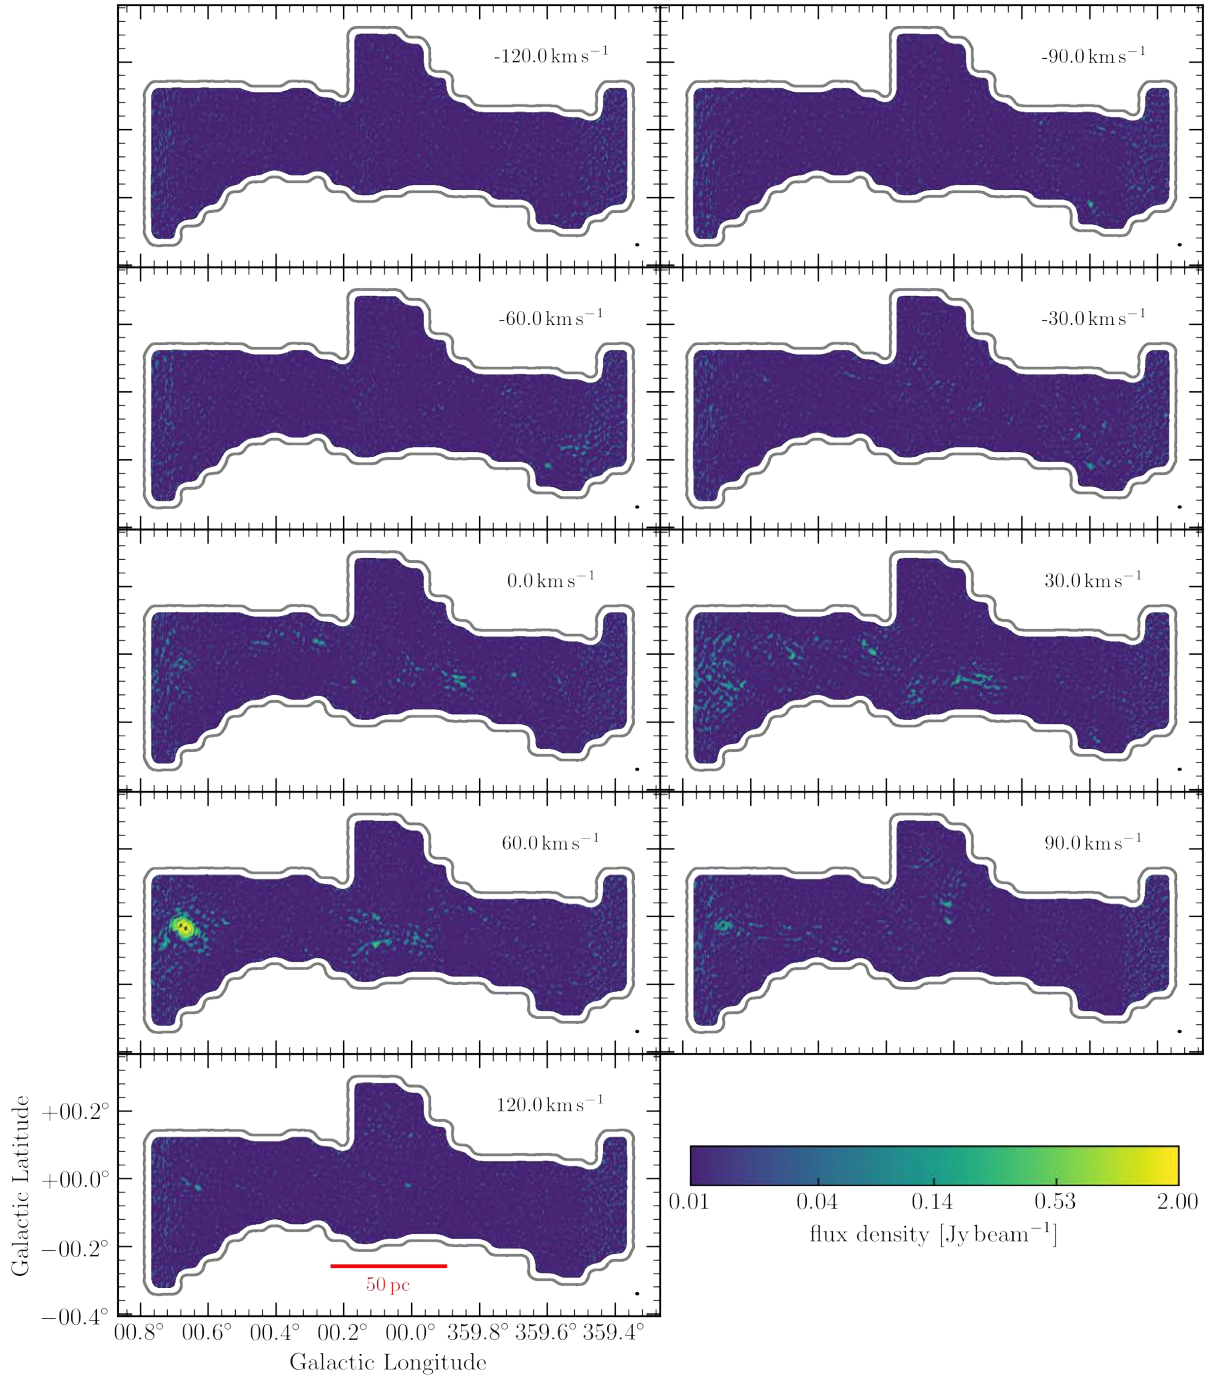 -120.0 km s⁻¹
-90.0 km s⁻¹
-60.0 km s⁻¹
-30.0 km s⁻¹
0.0 km s⁻¹
30.0 km s⁻¹
60.0 km s⁻¹
90.0 km s⁻¹
120.0 km s⁻¹
+00.2°
+00.0°
−00.2°
−00.4°
Galactic Latitude
50 pc
00.8° 00.6° 00.4° 00.2° 00.0° 359.8° 359.6° 359.4°
Galactic Longitude
0.01 0.04 0.14 0.53 2.00
flux density [Jy beam⁻¹]